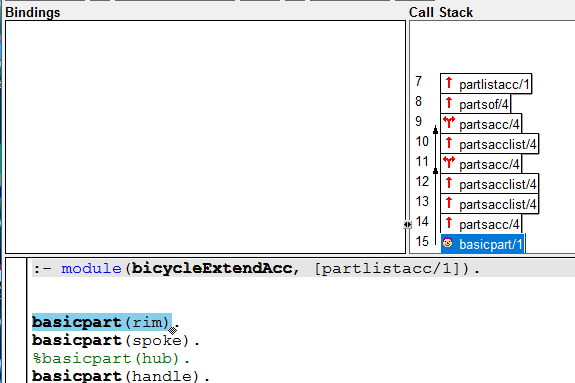 Bindings
Call Stack
7 partlistacc/1
8 partsof/4
9 partsacc/4
10 partsacclist/4
11 partsacc/4
12 partsacclist/4
13 partsacclist/4
14 partsacc/4
15 basicpart/1
:- module(bicycleExtendAcc, [partlistacc/1]).
basicpart(rim).
basicpart(spoke).
%basicpart(hub).
basicpart(handle).